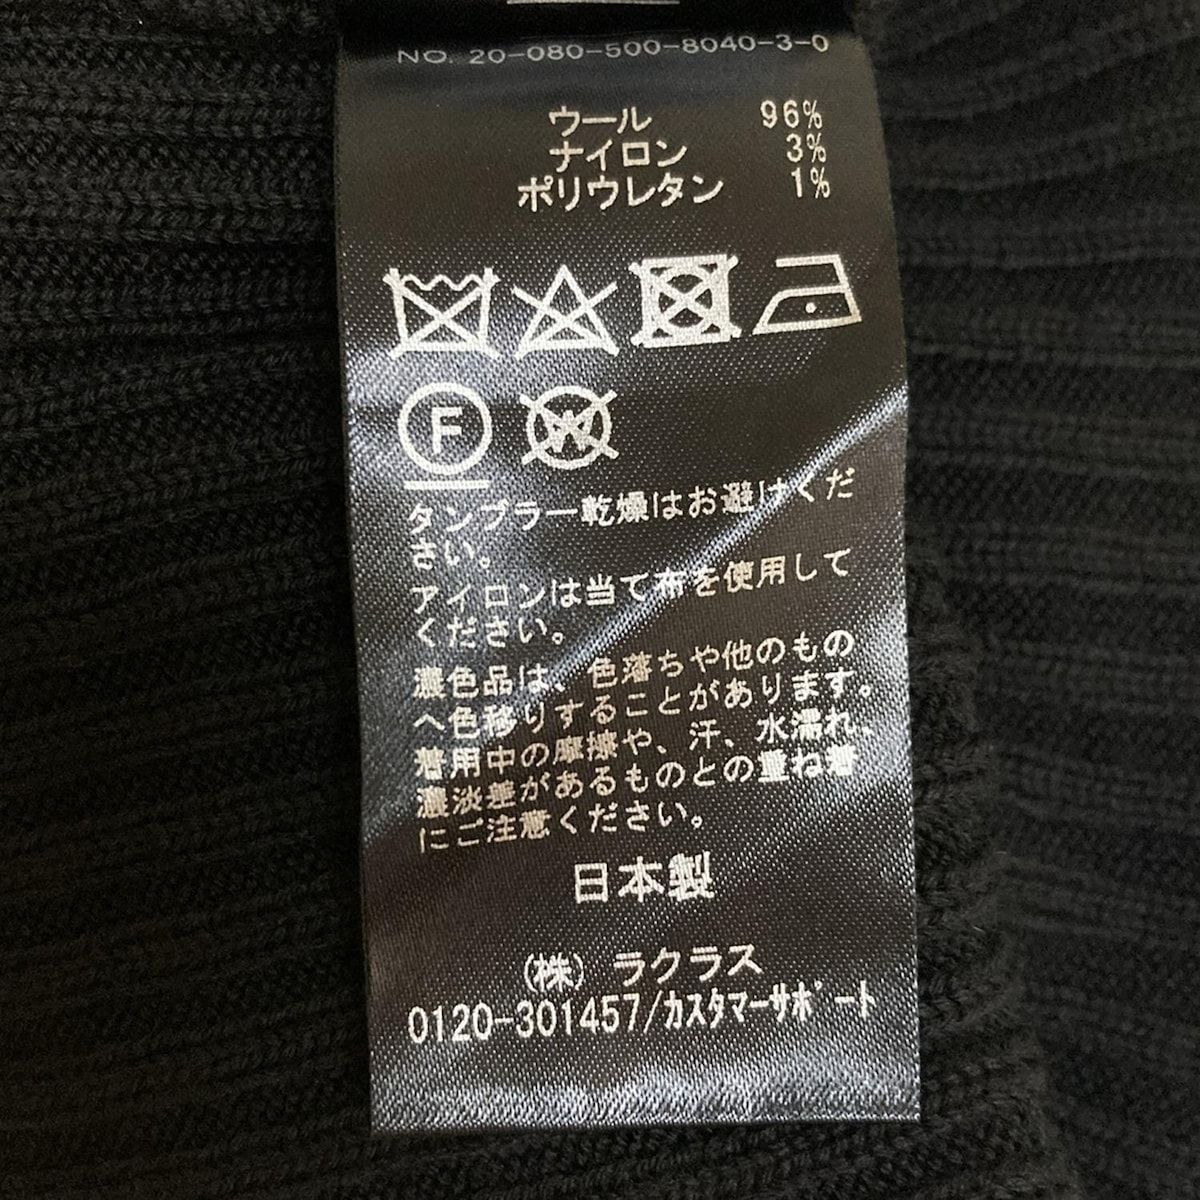 NO. 20-080-500-8040-3-0
ウール 96%
ナイロン 3%
ポリウレタン 1%
F W
タンブラー乾燥はお避けくだ
さい。
アイロンは当て布を使用して
ください。
濃色品は、色落ちや他のもの
へ色移りすることがあります。
着用中の摩擦や、汗、水濡れ、
濃淡差があるものとの重ね着
にご注意ください。
日本製
(株) ラクラス
0120-301457/カスタマーサポート